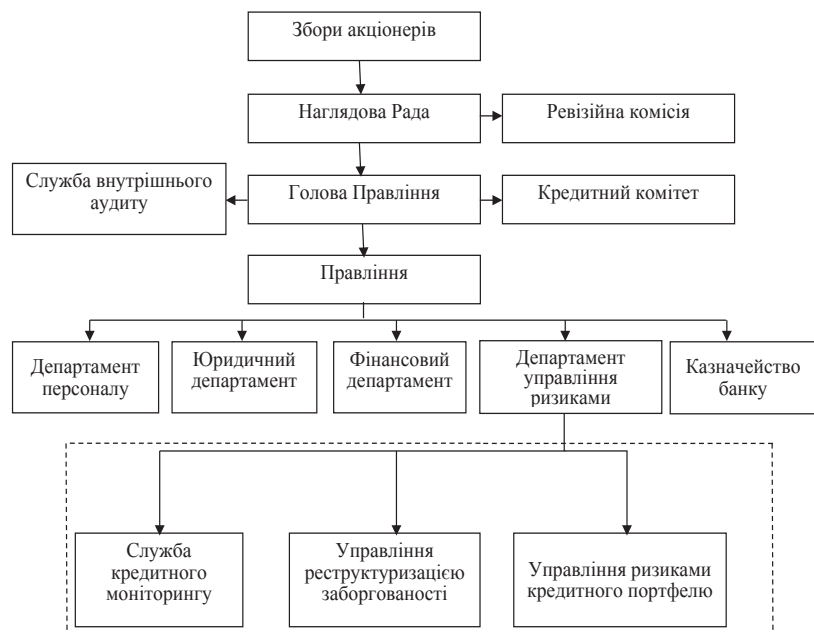 Збори акціонерів
Наглядова Рада
Ревізійна комісія
Служба внутрішнього
аудиту
Голова Правління
Кредитний комітет
Правління
Департамент
персоналу
Юридичний
департамент
Фінансовий
департамент
Департамент
управління
ризиками
Казначейство
банку
Служба
кредитного
моніторингу
Управління
реструктуризацією
заборгованості
Управління ризиками
кредитного портфелю